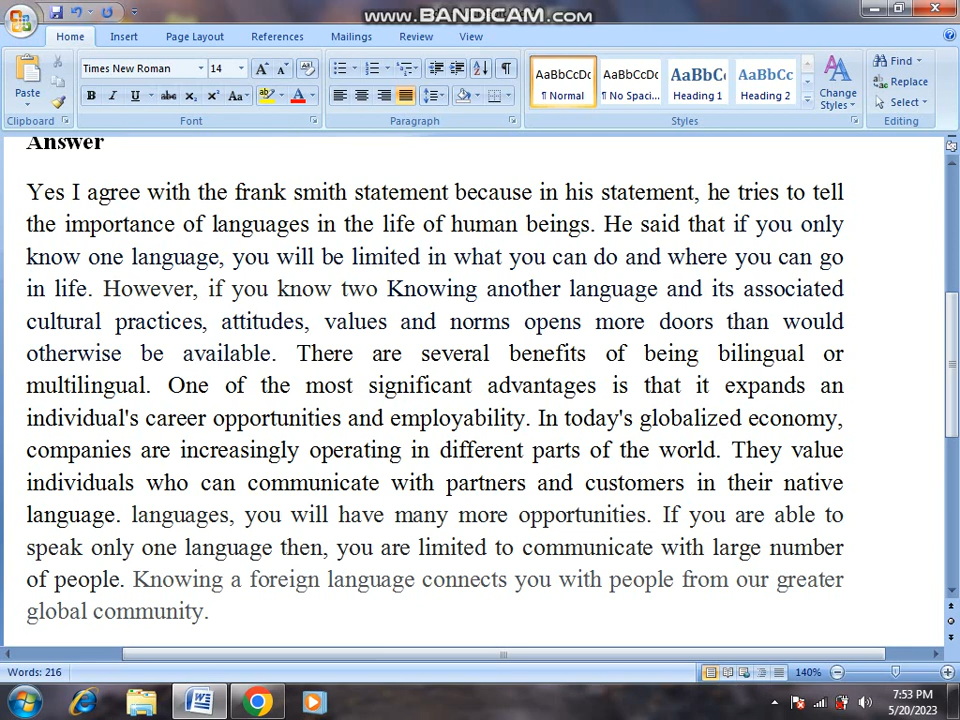 www.BANDICAM.com
Home Insert Page Layout References Mailings Review View
Times New Roman 14
AaBbCcDc AaBbCcDc AaBbC AaBbCc
¶ Normal ¶ No Spaci... Heading 1 Heading 2
Paste
Change Styles
Find
Replace
Select
Clipboard Font Paragraph Styles Editing
Answer
Yes I agree with the frank smith statement because in his statement, he tries to tell
the importance of languages in the life of human beings. He said that if you only
know one language, you will be limited in what you can do and where you can go
in life. However, if you know two Knowing another language and its associated
cultural practices, attitudes, values and norms opens more doors than would
otherwise be available. There are several benefits of being bilingual or
multilingual. One of the most significant advantages is that it expands an
individual's career opportunities and employability. In today's globalized economy,
companies are increasingly operating in different parts of the world. They value
individuals who can communicate with partners and customers in their native
language. languages, you will have many more opportunities. If you are able to
speak only one language then, you are limited to communicate with large number
of people. Knowing a foreign language connects you with people from our greater
global community.
Words: 216 140%
7:53 PM
5/20/2023